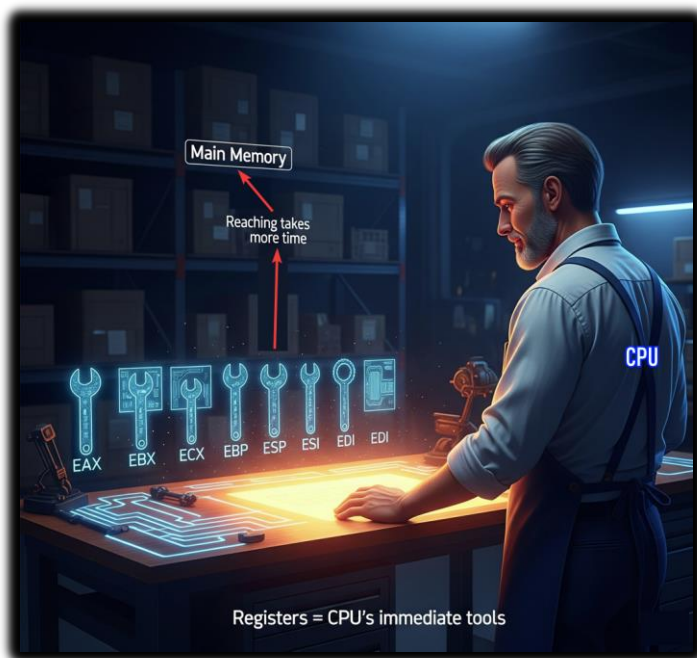 Main Memory
Reaching takes
more time
CPU
EAX EBX ECX EBP ESP ESI EDI EDI
Registers = CPU's immediate tools